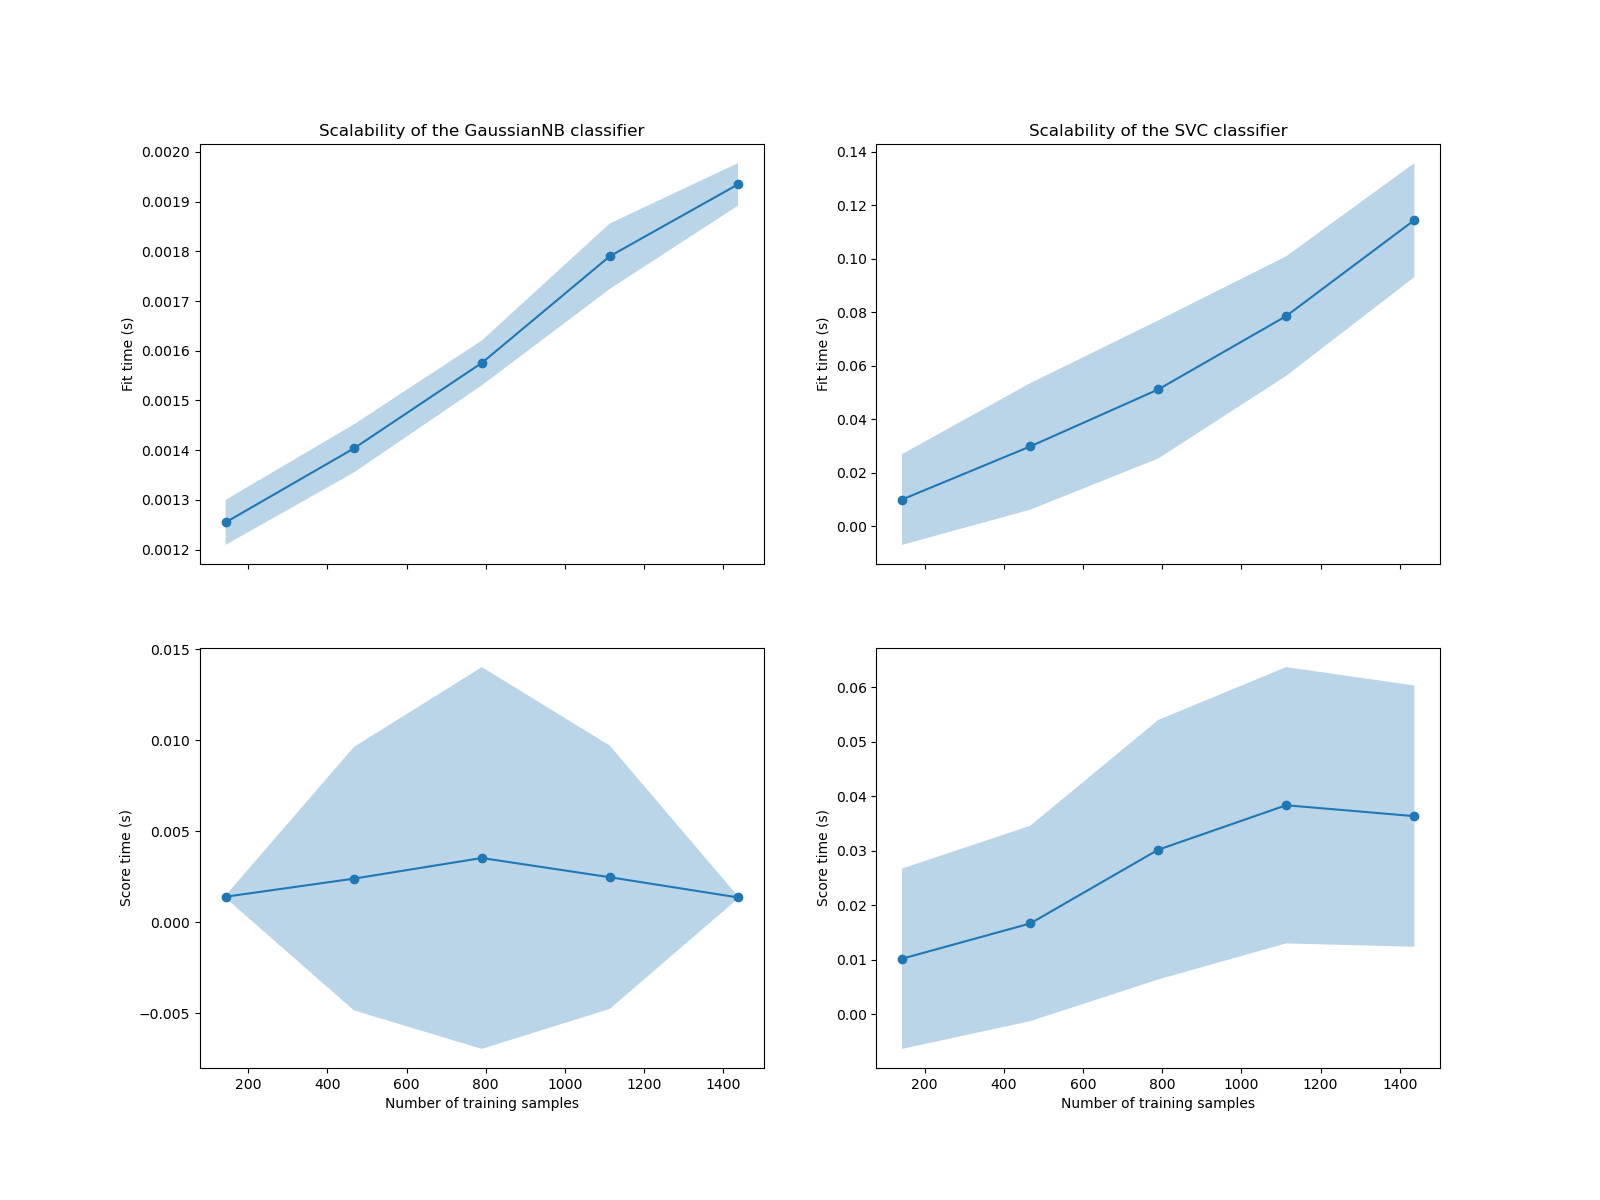 Scalability of the GaussianNB classifier
0.0020
0.0019
0.0018
0.0017
0.0016
0.0015
0.0014
0.0013
0.0012
Fit time (s)
Scalability of the SVC classifier
0.14
0.12
0.10
0.08
0.06
0.04
0.02
0.00
Fit time (s)
0.015
0.010
0.005
0.000
−0.005
Score time (s)
200 400 600 800 1000 1200 1400
Number of training samples
0.06
0.05
0.04
0.03
0.02
0.01
0.00
Score time (s)
200 400 600 800 1000 1200 1400
Number of training samples